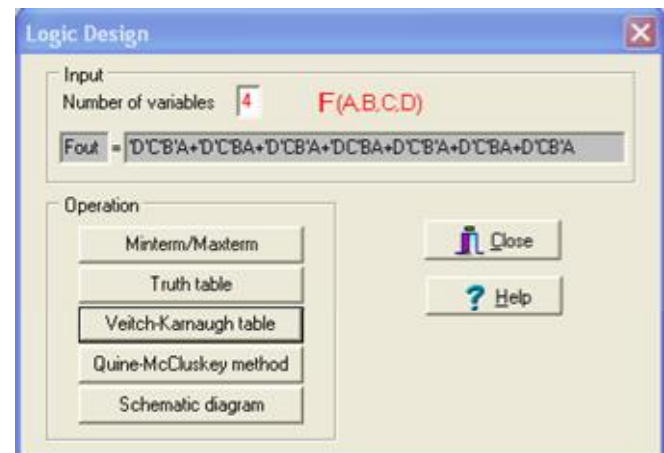 Logic Design
Input
Number of variables 4 F(A,B,C,D)
Fout = 'D'C'B'A+'D'C'BA+'D'CB'A+'DC'BA+D'C'B'A+D'C'BA+D'CB'A
Operation
Minterm/Maxterm
Truth table
Veitch-Karnaugh table
Quine-McCluskey method
Schematic diagram
Close
Help